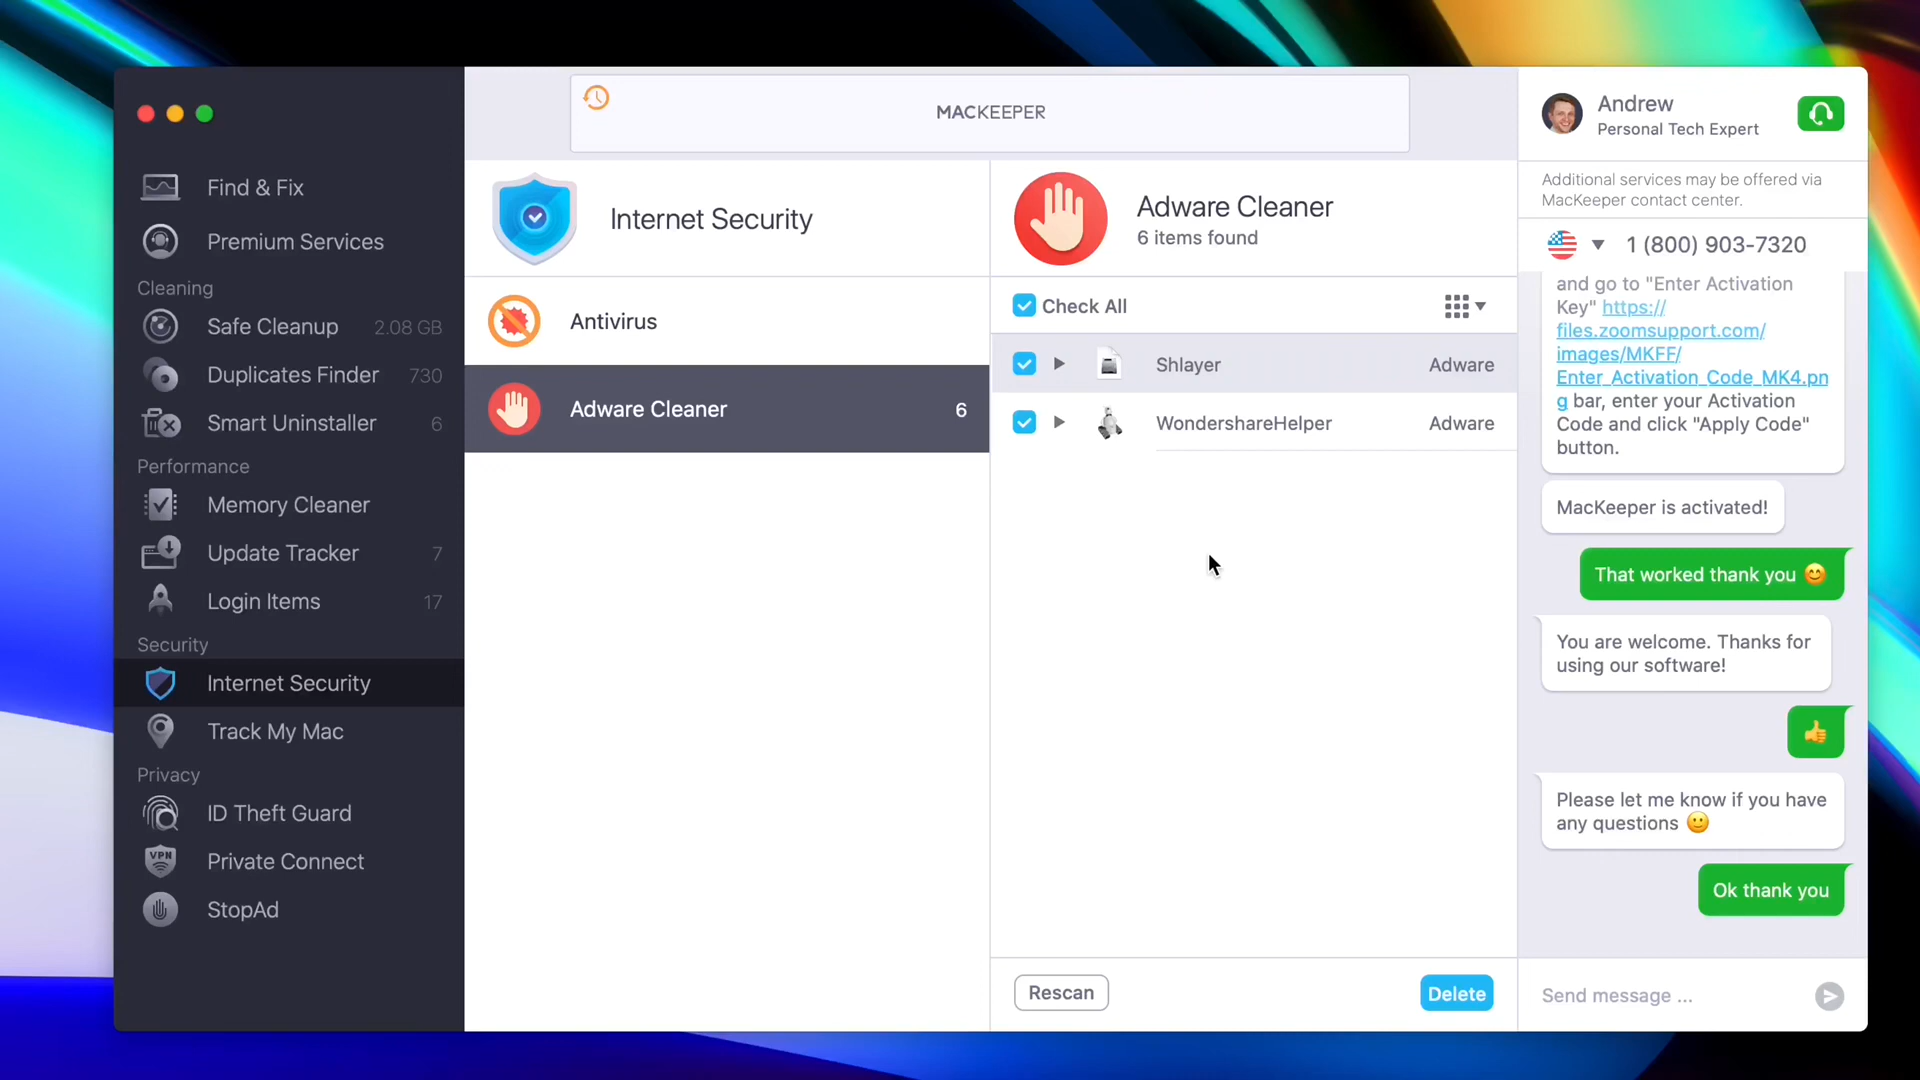 Find & Fix
Premium Services
Cleaning
Safe Cleanup 2.08 GB
Duplicates Finder 730
Smart Uninstaller 6
Performance
Memory Cleaner
Update Tracker 7
Login Items 17
Security
Internet Security
Track My Mac
Privacy
ID Theft Guard
VPN
Private Connect
StopAd
MACKEEPER
Internet Security
Antivirus
Adware Cleaner 6
Adware Cleaner
6 items found
Check All
Shlayer Adware
WondershareHelper Adware
Rescan
Delete
Andrew
Personal Tech Expert
Additional services may be offered via
MacKeeper contact center.
1 (800) 903-7320
and go to "Enter Activation
Key" https://
files.zoomsupport.com/
images/MKFF/
Enter_Activation_Code_MK4.pn
g bar, enter your Activation
Code and click "Apply Code"
button.
MacKeeper is activated!
That worked thank you 😊
You are welcome. Thanks for
using our software!
👍
Please let me know if you have
any questions 🙂
Ok thank you
Send message ...